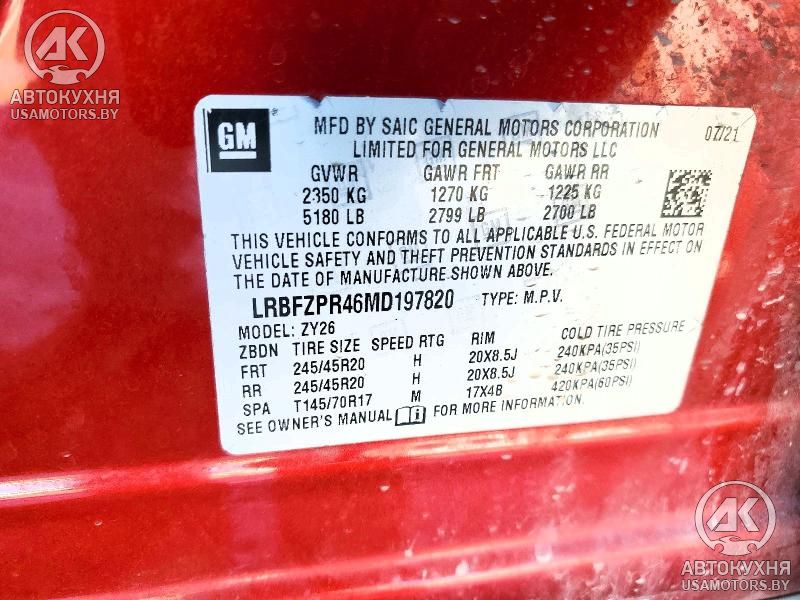 AK
АВТОКУХНЯ
USAMOTORS.BY
GM
MFD BY SAIC GENERAL MOTORS CORPORATION 07/21
LIMITED FOR GENERAL MOTORS LLC
GVWR GAWR FRT GAWR RR
2350 KG 1270 KG 1225 KG
5180 LB 2799 LB 2700 LB
THIS VEHICLE CONFORMS TO ALL APPLICABLE U.S. FEDERAL MOTOR
VEHICLE SAFETY AND THEFT PREVENTION STANDARDS IN EFFECT ON
THE DATE OF MANUFACTURE SHOWN ABOVE.
LRBFZPR46MD197820 TYPE: M.P.V.
MODEL: ZY26
ZBDN TIRE SIZE SPEED RTG RIM COLD TIRE PRESSURE
FRT 245/45R20 H 20X8.5J 240KPA(35PSI)
RR 245/45R20 H 20X8.5J 240KPA(35PSI)
SPA T145/70R17 M 17X4B 420KPA(60PSI)
SEE OWNER'S MANUAL FOR MORE INFORMATION.
AK
АВТОКУХНЯ
USAMOTORS.BY